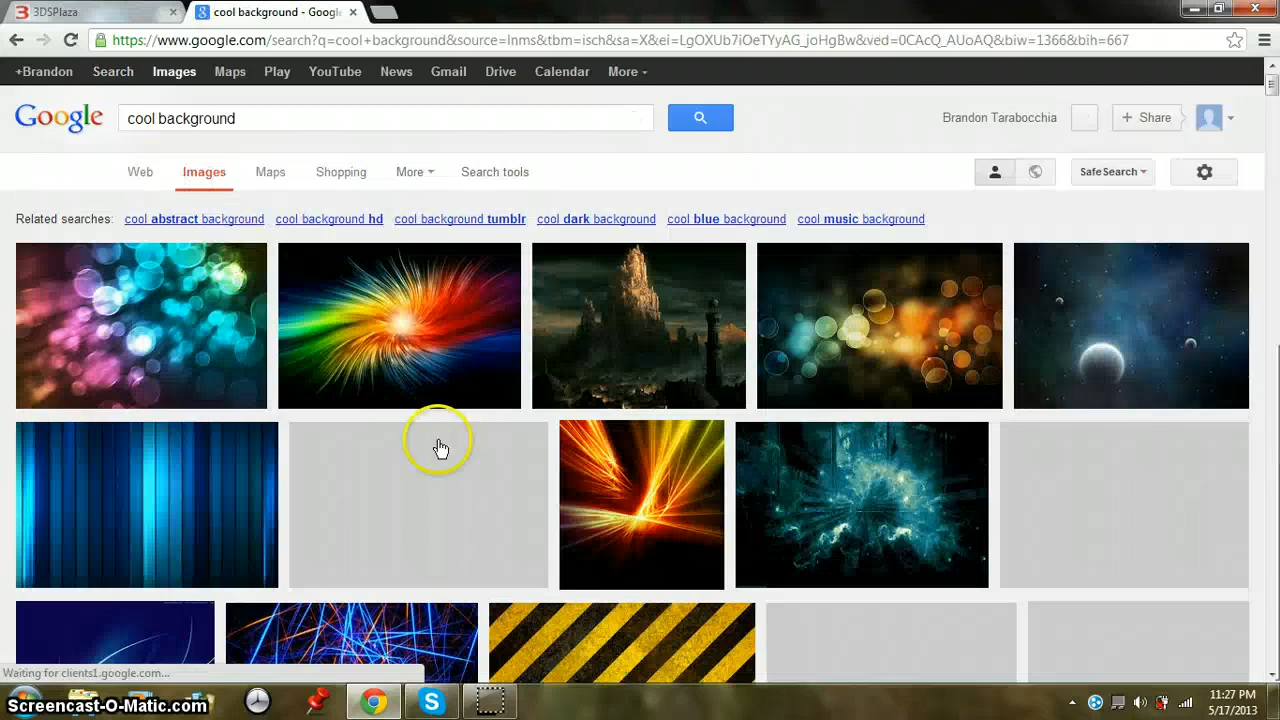 3DSPlaza
cool background - Google
https://www.google.com/search?q=cool+background&source=lnms&tbm=isch&sa=X&ei=LgOXUb7iOeTYyAG_joHgBw&ved=0CAcQ_AUoAQ&biw=1366&bih=667
+Brandon Search Images Maps Play YouTube News Gmail Drive Calendar More
Google cool background Brandon Tarabocchia + Share
Web Images Maps Shopping More Search tools SafeSearch
Related searches: cool abstract background cool background hd cool background tumblr cool dark background cool blue background cool music background
Waiting for clients1.google.com...
11:27 PM
Screencast-O-Matic.com
5/17/2013